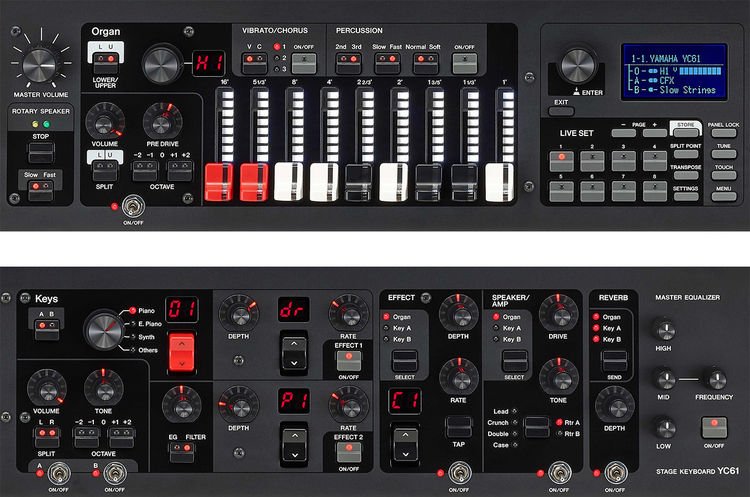 Organ
L U
LOWER/
UPPER
MASTER VOLUME
ROTARY SPEAKER
STOP
Slow Fast
VOLUME
PRE DRIVE
L U
SPLIT
-2 -1 0 +1 +2
OCTAVE
ON/OFF
H1
VIBRATO/CHORUS
V C
1
2
3
ON/OFF
PERCUSSION
2nd 3rd
Slow Fast
Normal Soft
ON/OFF
16' 5 1/3' 8' 4' 2 2/3' 2' 1 3/5' 1 1/3' 1'
ENTER
EXIT
1-1.YAMAHA YC61
O - H1 V
A - CFX
B - Slow Strings
LIVE SET
- PAGE +
STORE
PANEL LOCK
1 2 3 4
SPLIT POINT
TUNE
TRANSPOSE
TOUCH
5 6 7 8
SETTINGS
MENU
Keys
A B
Piano
E. Piano
Synth
Others
01
VOLUME
TONE
L R
SPLIT
-2 -1 0 +1 +2
OCTAVE
A
ON/OFF
B
ON/OFF
DEPTH
dr
RATE
EFFECT 1
ON/OFF
EG FILTER
DEPTH
P1
RATE
EFFECT 2
ON/OFF
EFFECT
Organ
Key A
Key B
SELECT
DEPTH
RATE
C1
TAP
ON/OFF
SPEAKER/
AMP
Organ
Key A
Key B
SELECT
DRIVE
TONE
Lead
Crunch
Double
Case
Rtr A
Rtr B
ON/OFF
REVERB
Organ
Key A
Key B
SEND
DEPTH
ON/OFF
MASTER EQUALIZER
HIGH
MID
FREQUENCY
LOW
ON/OFF
STAGE KEYBOARD YC61